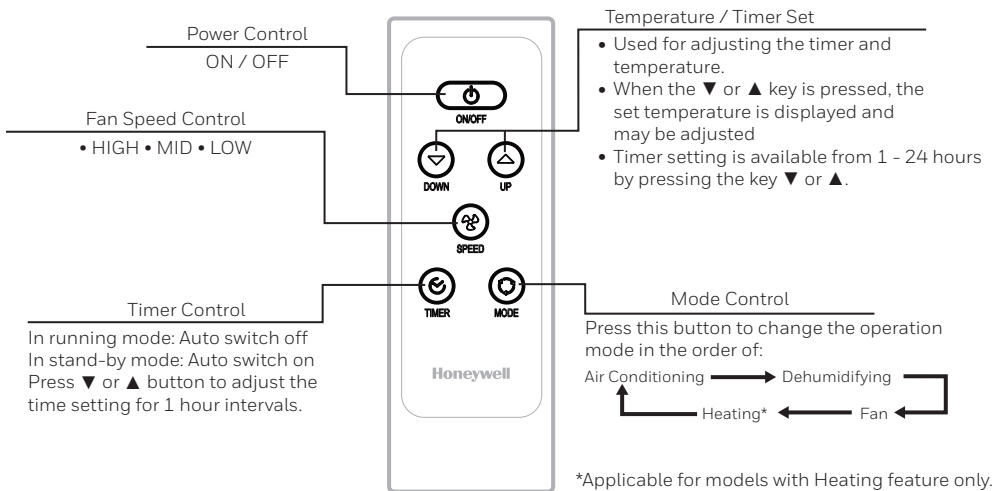 Power Control
ON / OFF
Fan Speed Control
• HIGH • MID • LOW
Timer Control
In running mode: Auto switch off
In stand-by mode: Auto switch on
Press ▼ or ▲ button to adjust the
time setting for 1 hour intervals.
ON/OFF
DOWN
UP
SPEED
TIMER
MODE
Honeywell
Temperature / Timer Set
• Used for adjusting the timer and
temperature.
• When the ▼ or ▲ key is pressed, the
set temperature is displayed and
may be adjusted
• Timer setting is available from 1 - 24 hours
by pressing the key ▼ or ▲.
Mode Control
Press this button to change the operation
mode in the order of:
Air Conditioning
Dehumidifying
Fan
Heating*
*Applicable for models with Heating feature only.